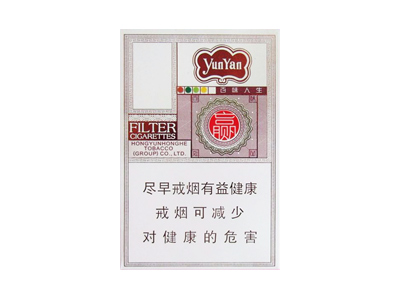 YunYan
百味人生
赢
FILTER
CIGARETTES
HONGYUNHONGHE
TOBACCO
(GROUP) CO., LTD.
尽早戒烟有益健康
戒烟可减少
对健康的危害